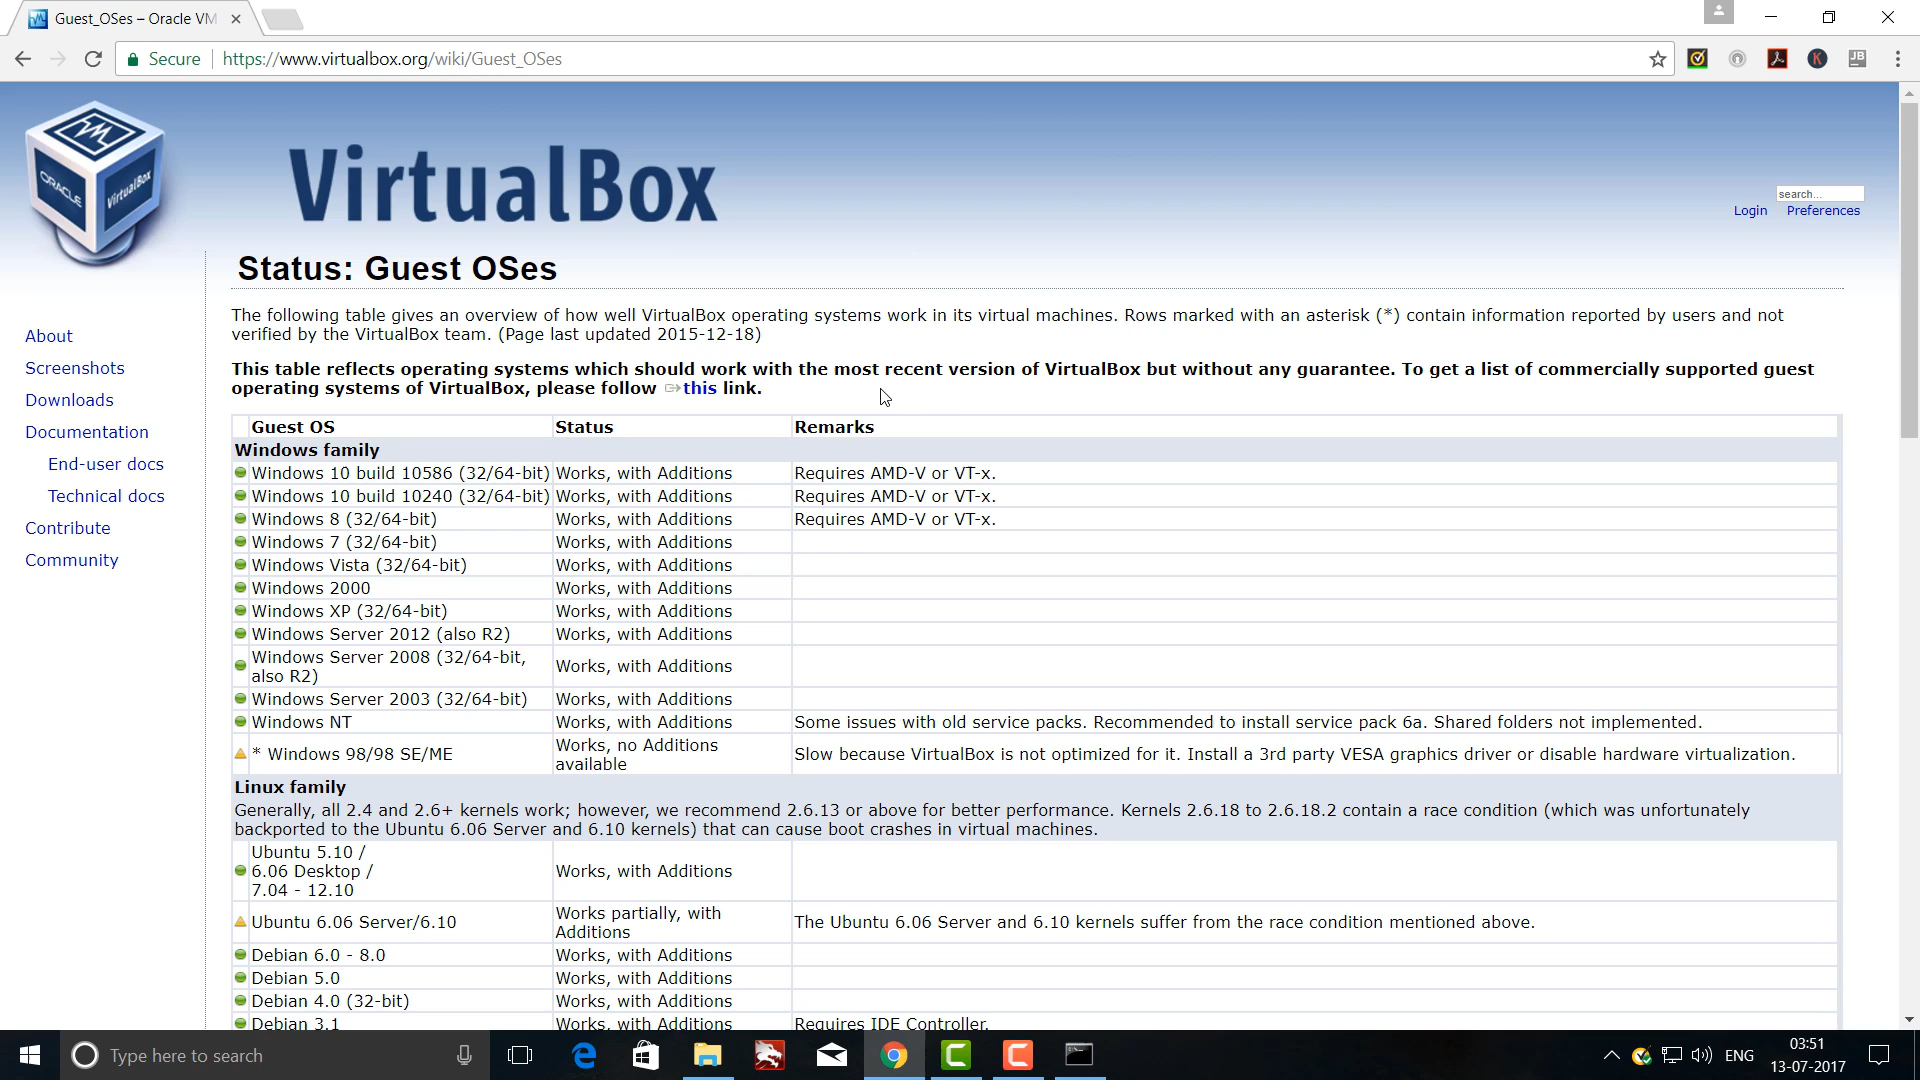 Guest_OSes – Oracle VM
Secure
https://www.virtualbox.org/wiki/Guest_OSes
K
JB
ORACLE
VirtualBox
VirtualBox
search...
Login Preferences
Status: Guest OSes
The following table gives an overview of how well VirtualBox operating systems work in its virtual machines. Rows marked with an asterisk (*) contain information reported by users and not
verified by the VirtualBox team. (Page last updated 2015-12-18)
This table reflects operating systems which should work with the most recent version of VirtualBox but without any guarantee. To get a list of commercially supported guest
operating systems of VirtualBox, please follow this link.
About
Screenshots
Downloads
Documentation
End-user docs
Technical docs
Contribute
Community
Guest OS Status Remarks
Windows family
Windows 10 build 10586 (32/64-bit) Works, with Additions Requires AMD-V or VT-x.
Windows 10 build 10240 (32/64-bit) Works, with Additions Requires AMD-V or VT-x.
Windows 8 (32/64-bit) Works, with Additions Requires AMD-V or VT-x.
Windows 7 (32/64-bit) Works, with Additions
Windows Vista (32/64-bit) Works, with Additions
Windows 2000 Works, with Additions
Windows XP (32/64-bit) Works, with Additions
Windows Server 2012 (also R2) Works, with Additions
Windows Server 2008 (32/64-bit,
also R2)
Works, with Additions
Windows Server 2003 (32/64-bit) Works, with Additions
Windows NT Works, with Additions Some issues with old service packs. Recommended to install service pack 6a. Shared folders not implemented.
* Windows 98/98 SE/ME
Works, no Additions
available
Slow because VirtualBox is not optimized for it. Install a 3rd party VESA graphics driver or disable hardware virtualization.
Linux family
Generally, all 2.4 and 2.6+ kernels work; however, we recommend 2.6.13 or above for better performance. Kernels 2.6.18 to 2.6.18.2 contain a race condition (which was unfortunately
backported to the Ubuntu 6.06 Server and 6.10 kernels) that can cause boot crashes in virtual machines.
Ubuntu 5.10 /
6.06 Desktop /
7.04 - 12.10
Works, with Additions
Ubuntu 6.06 Server/6.10
Works partially, with
Additions
The Ubuntu 6.06 Server and 6.10 kernels suffer from the race condition mentioned above.
Debian 6.0 - 8.0 Works, with Additions
Debian 5.0 Works, with Additions
Debian 4.0 (32-bit) Works, with Additions
Debian 3.1 Works, with Additions Requires IDE Controller.
Type here to search
ENG
03:51
13-07-2017